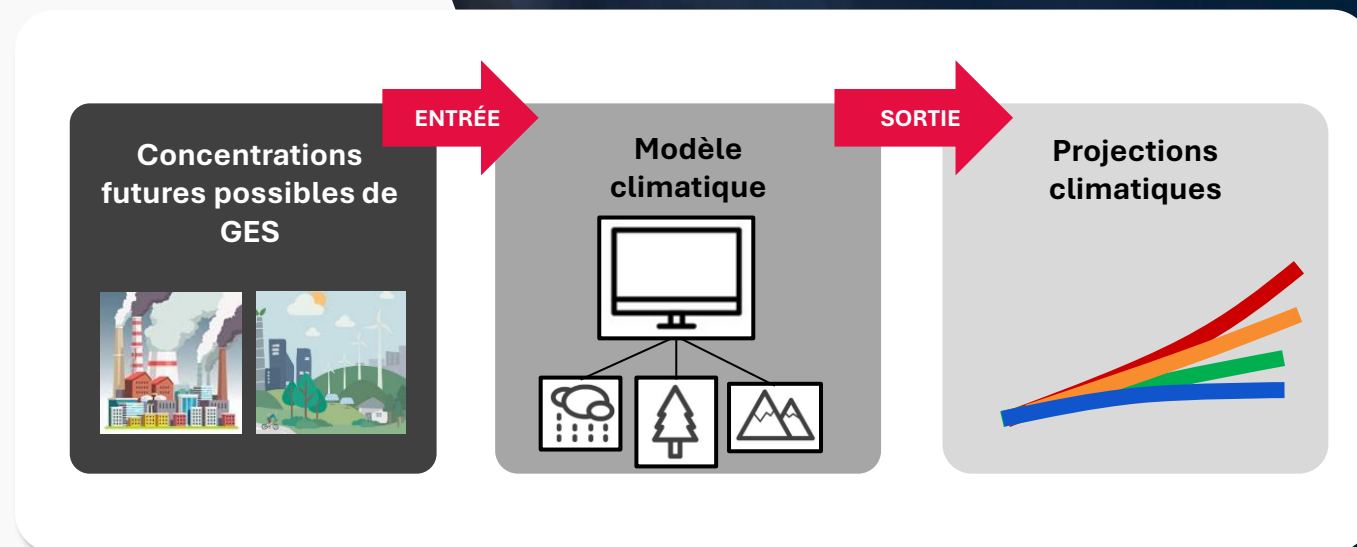 Concentrations
futures possibles de
GES
ENTRÉE
Modèle
climatique
SORTIE
Projections
climatiques